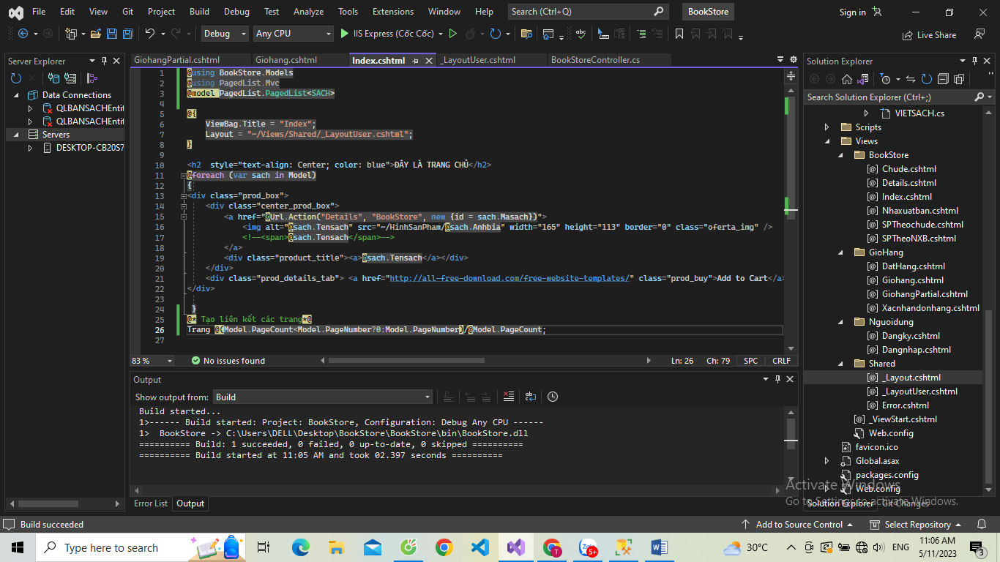 File Edit View Git Project Build Debug Test Analyze Tools Extensions Window Help Search (Ctrl+Q) BookStore Sign in
Debug Any CPU IIS Express (Cốc Cốc) Live Share
Server Explorer
Data Connections
QLBANSACHEntit
QLBANSACHEntit
Servers
DESKTOP-CB20S7
GiohangPartial.cshtml Giohang.cshtml Index.cshtml _LayoutUser.cshtml BookStoreController.cs
1 @using BookStore.Models
2 @using PagedList.Mvc
3 @model PagedList.PagedList<SACH>
4
5 @{
6 ViewBag.Title = "Index";
7 Layout = "~/Views/Shared/_LayoutUser.cshtml";
8 }
9
10 <h2  style="text-align: Center; color: blue">ĐÂY LÀ TRANG CHỦ</h2>
11 @foreach (var sach in Model)
12 {
13 <div class="prod_box">
14 <div class="center_prod_box">
15 <a href="@Url.Action("Details", "BookStore", new {id = sach.Masach})">
16 <img alt="@sach.Tensach" src="~/HinhSanPham/@sach.Anhbia" width="165" height="113" border="0" class="oferta_img" />
17 <!--<span>@sach.Tensach</span>-->
18 </a>
19 <div class="product_title"><a>@sach.Tensach</a></div>
20 </div>
21 <div class="prod_details_tab"> <a href="http://all-free-download.com/free-website-templates/" class="prod_buy">Add to Cart</a>
22 </div>
23
24 }
25 @* Tạo liên kết các trang*@
26 Trang @(Model.PageCount<Model.PageNumber?0:Model.PageNumber)/@Model.PageCount;
27
83 % No issues found Ln: 26 Ch: 79 SPC CRLF
Output
Show output from: Build
Build started...
1>------ Build started: Project: BookStore, Configuration: Debug Any CPU ------
1>  BookStore -> C:\Users\DELL\Desktop\BookStore\BookStore\bin\BookStore.dll
========== Build: 1 succeeded, 0 failed, 0 up-to-date, 0 skipped ==========
========== Build started at 11:05 AM and took 02.397 seconds ==========
Error List Output
Solution Explorer
Search Solution Explorer (Ctrl+;)
VIETSACH.cs
Scripts
Views
BookStore
Chude.cshtml
Details.cshtml
Index.cshtml
Nhaxuatban.cshtml
SPTheochude.cshtml
SPTheoNXB.cshtml
GioHang
DatHang.cshtml
Giohang.cshtml
GiohangPartial.cshtml
Xacnhandonhang.cshtml
Nguoidung
Dangky.cshtml
Dangnhap.cshtml
Shared
_Layout.cshtml
_LayoutUser.cshtml
Error.cshtml
_ViewStart.cshtml
Web.config
favicon.ico
Global.asax
packages.config
Web.config
Solution Explorer Git Changes
Activate Windows
Go to Settings to activate Windows.
Build succeeded Add to Source Control Select Repository
Type here to search 30°C ENG 11:06 AM
5/11/2023
5+
3